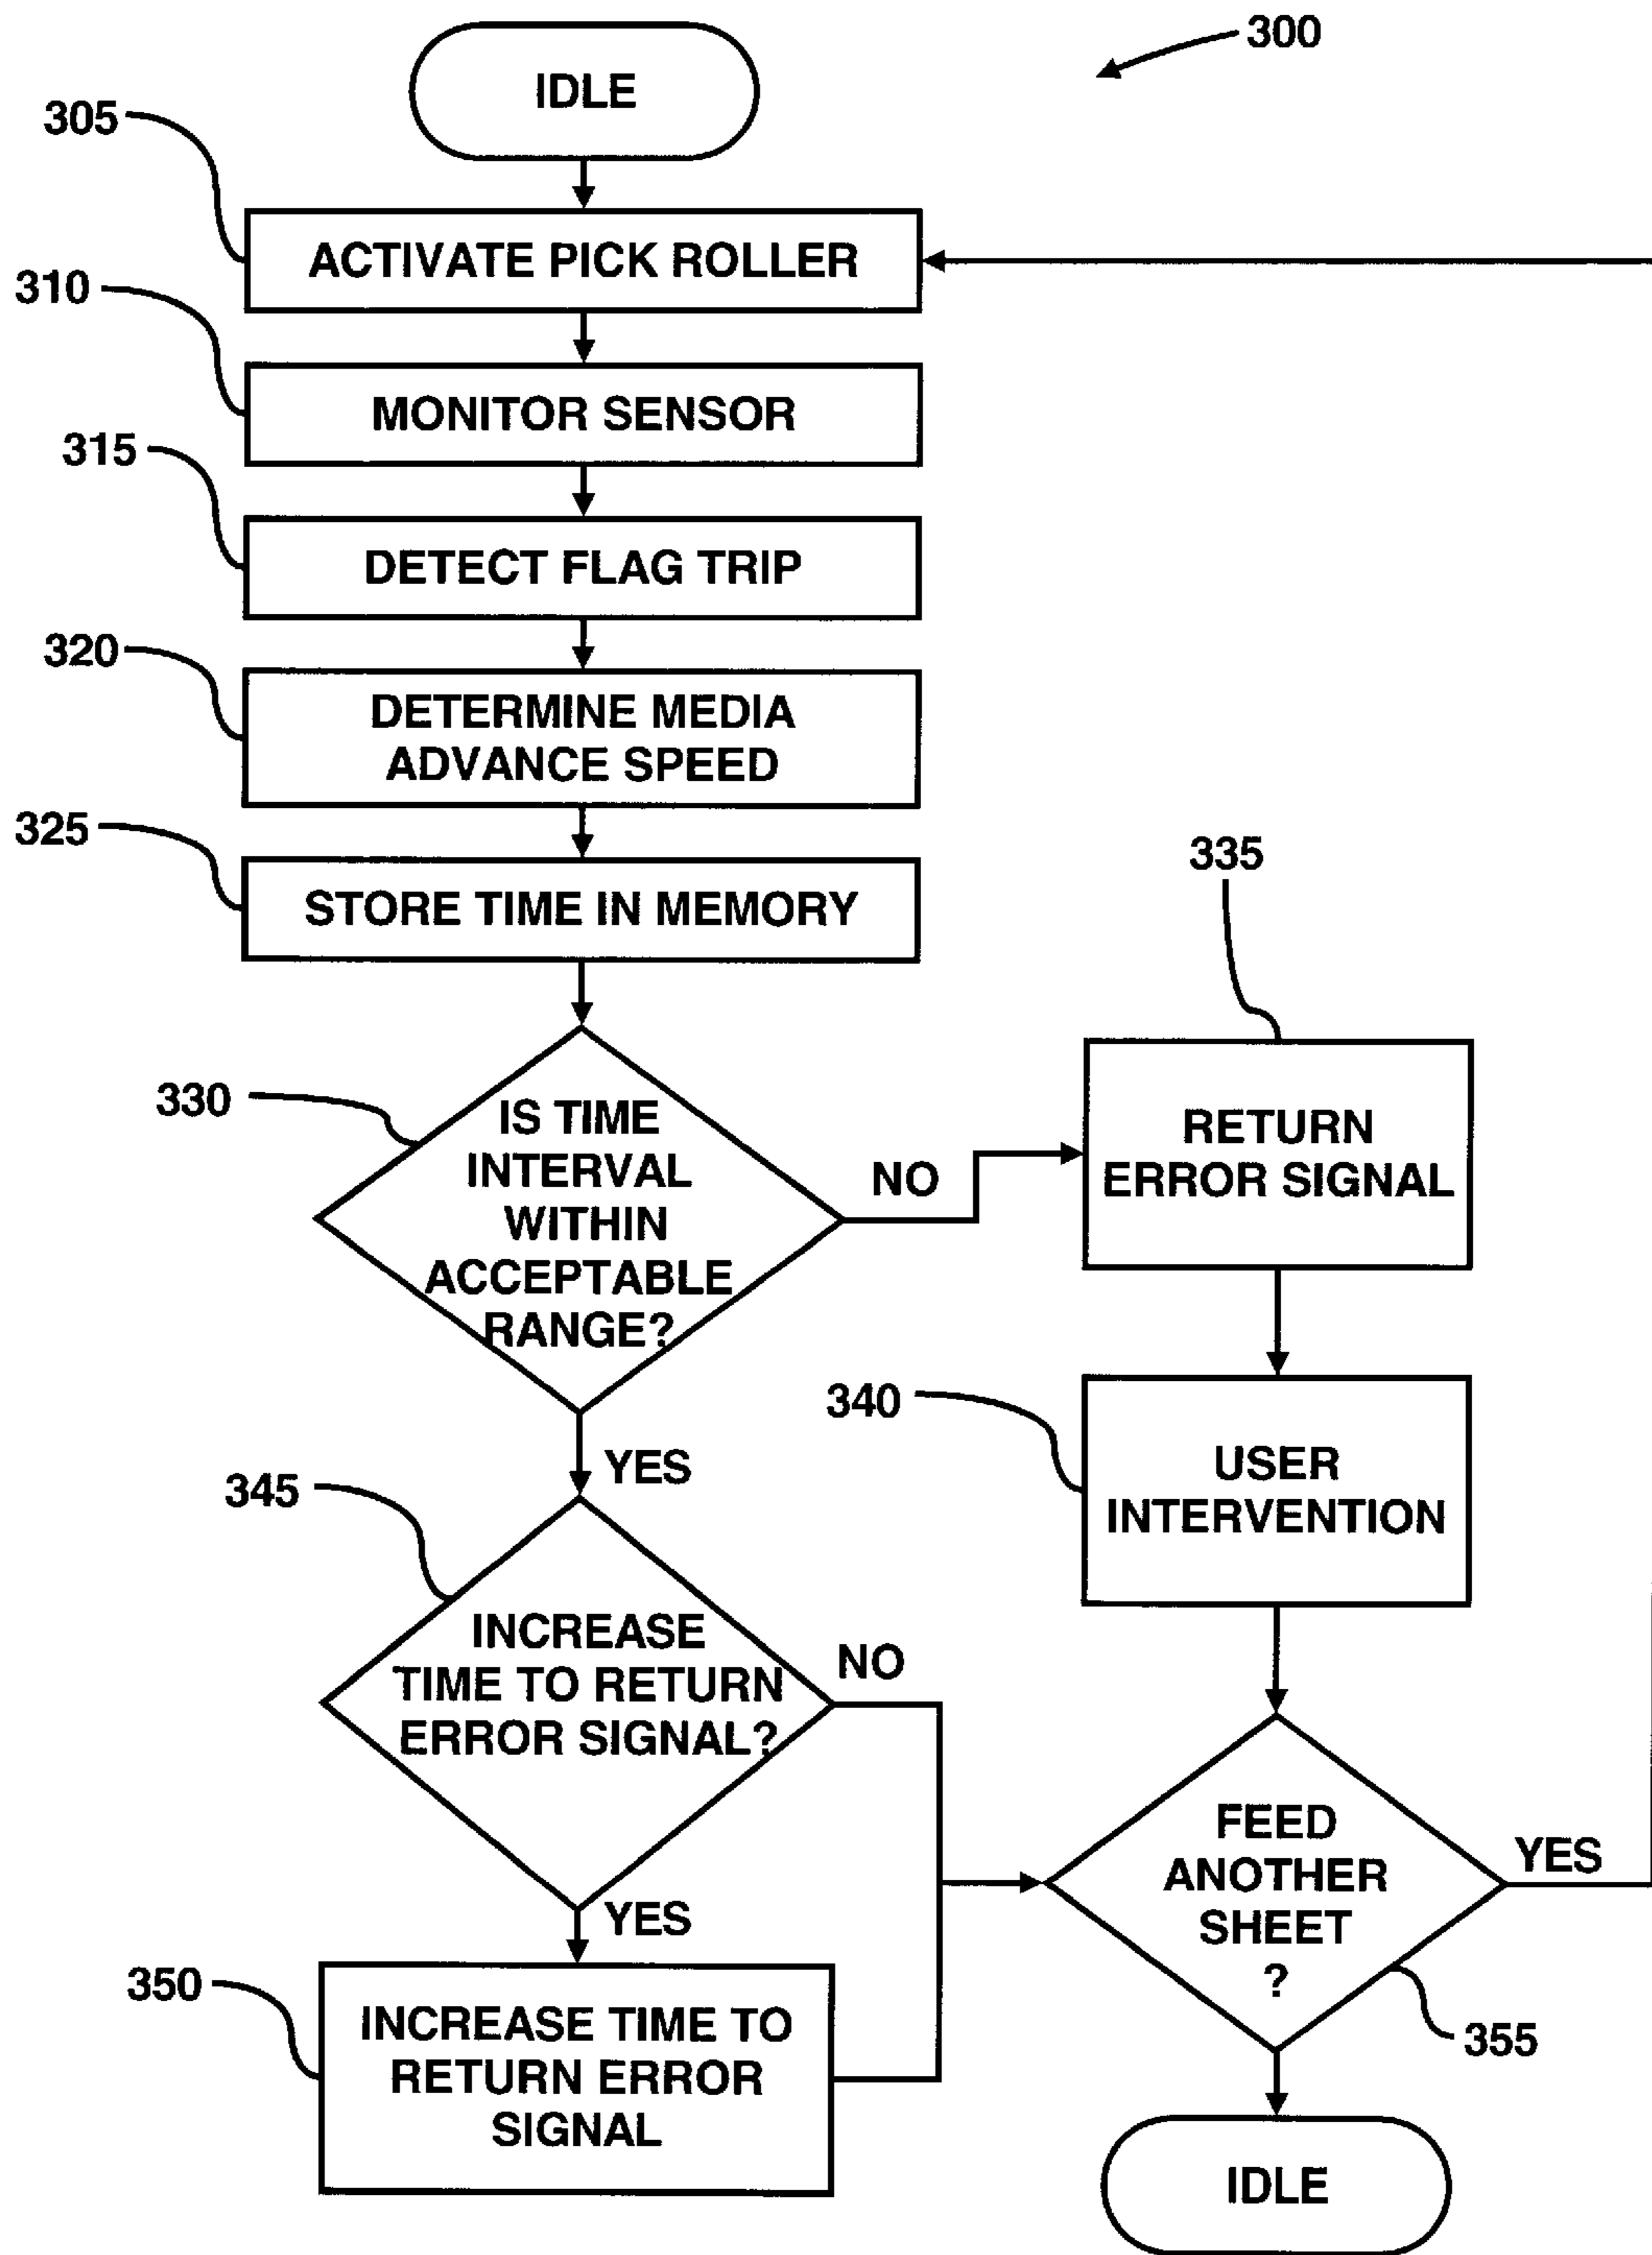 300
IDLE
305
ACTIVATE PICK ROLLER
310
MONITOR SENSOR
315
DETECT FLAG TRIP
320
DETERMINE MEDIA
ADVANCE SPEED
325
STORE TIME IN MEMORY
330
IS TIME
INTERVAL
WITHIN
ACCEPTABLE
RANGE?
NO
335
RETURN
ERROR SIGNAL
340
USER
INTERVENTION
YES
345
INCREASE
TIME TO RETURN
ERROR SIGNAL?
NO
YES
350
INCREASE TIME TO
RETURN ERROR
SIGNAL
FEED
ANOTHER
SHEET
?
YES
355
IDLE